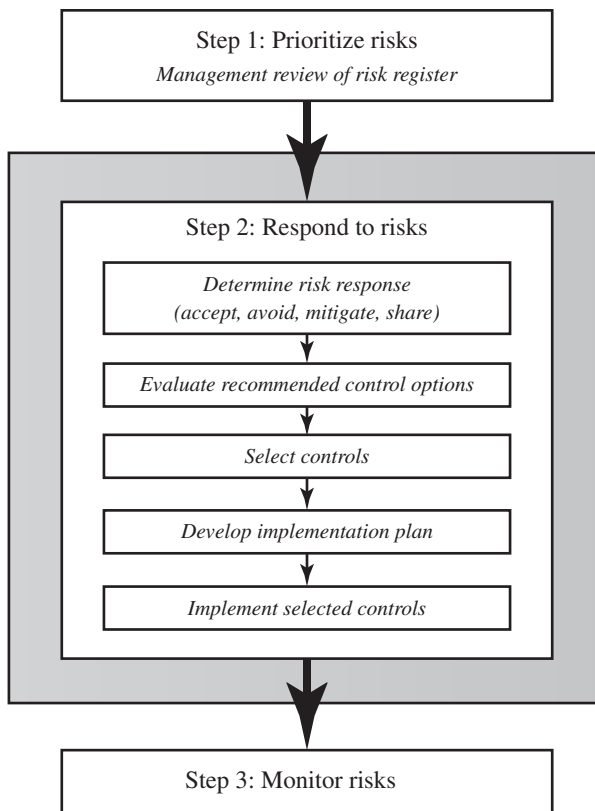 Step 1: Prioritize risks
Management review of risk register
Step 2: Respond to risks
Determine risk response
(accept, avoid, mitigate, share)
Evaluate recommended control options
Select controls
Develop implementation plan
Implement selected controls
Step 3: Monitor risks